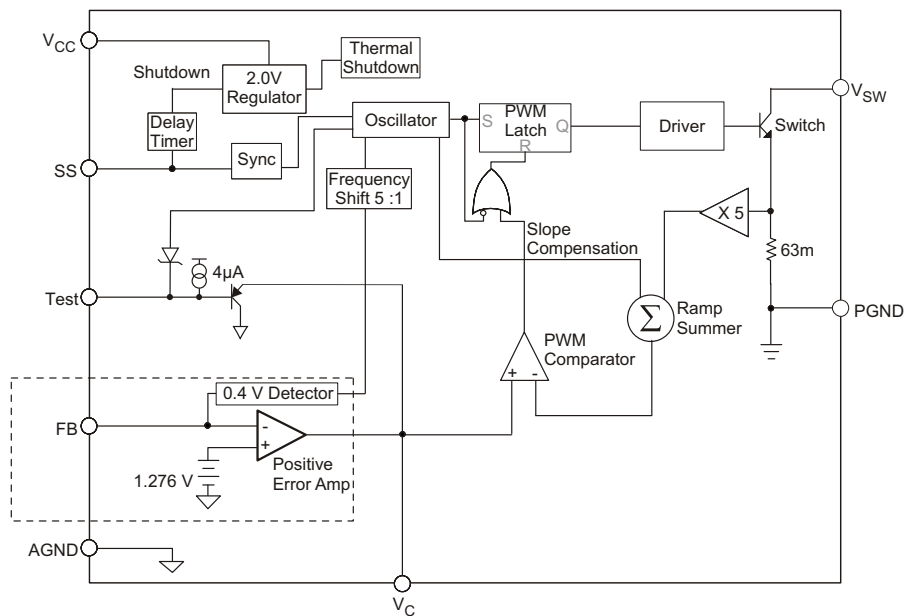 VCC
Shutdown
2.0V
Regulator
Thermal
Shutdown
Delay
Timer
SS
Sync
Oscillator
S
PWM
Latch
Q
R
Driver
Switch
VSW
Frequency
Shift 5 :1
Slope
Compensation
X 5
63m
4µA
Test
Σ
Ramp
Summer
PGND
PWM
Comparator
+
-
0.4 V Detector
FB
-
+
1.276 V
Positive
Error Amp
AGND
VC